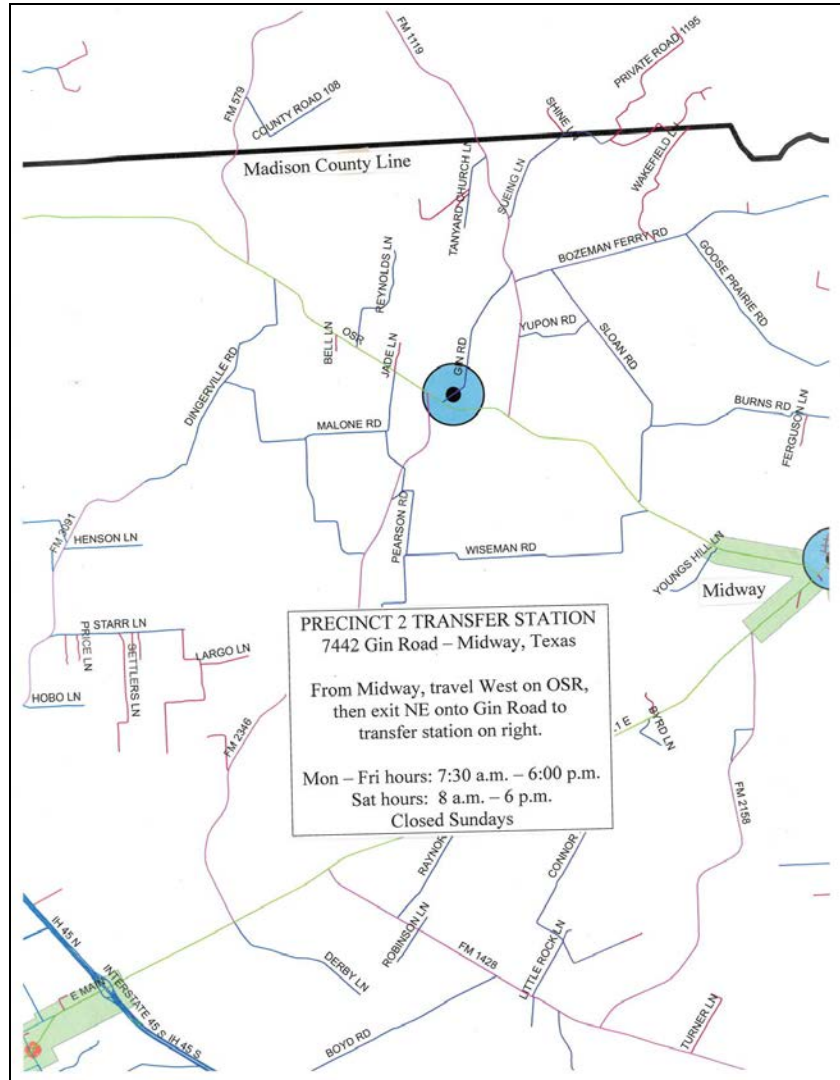 FM 1119
PRIVATE ROAD 1195
FM 579
COUNTY ROAD 108
SHINE LN
Madison County Line
TANYARD CHURCH LN
SUEING LN
WAKEFIELD LN
BOZEMAN FERRY RD
GOOSE PRAIRIE RD
REYNOLDS LN
BELL LN
OSR
JADE LN
GIN RD
YUPON RD
SLOAN RD
DINGERVILLE RD
MALONE RD
BURNS RD
FERGUSON LN
FM 3091
HENSON LN
PEARSON RD
WISEMAN RD
YOUNGS HILL LN
Midway
STARR LN
PRICE LN
SETTLERS LN
LARGO LN
HOBO LN
FM 2346
PRECINCT 2 TRANSFER STATION
7442 Gin Road – Midway, Texas
From Midway, travel West on OSR,
then exit NE onto Gin Road to
transfer station on right.
Mon – Fri hours: 7:30 a.m. – 6:00 p.m.
Sat hours: 8 a.m. – 6 p.m.
Closed Sundays
BYRD LN
FM 2158
RAYNOR
CONNOR
ROBINSON LN
FM 1428
LITTLE ROCK LN
DERBY LN
IH 45 N
E MAIN
INTERSTATE 45 S
IH 45 S
BOYD RD
TURNER LN